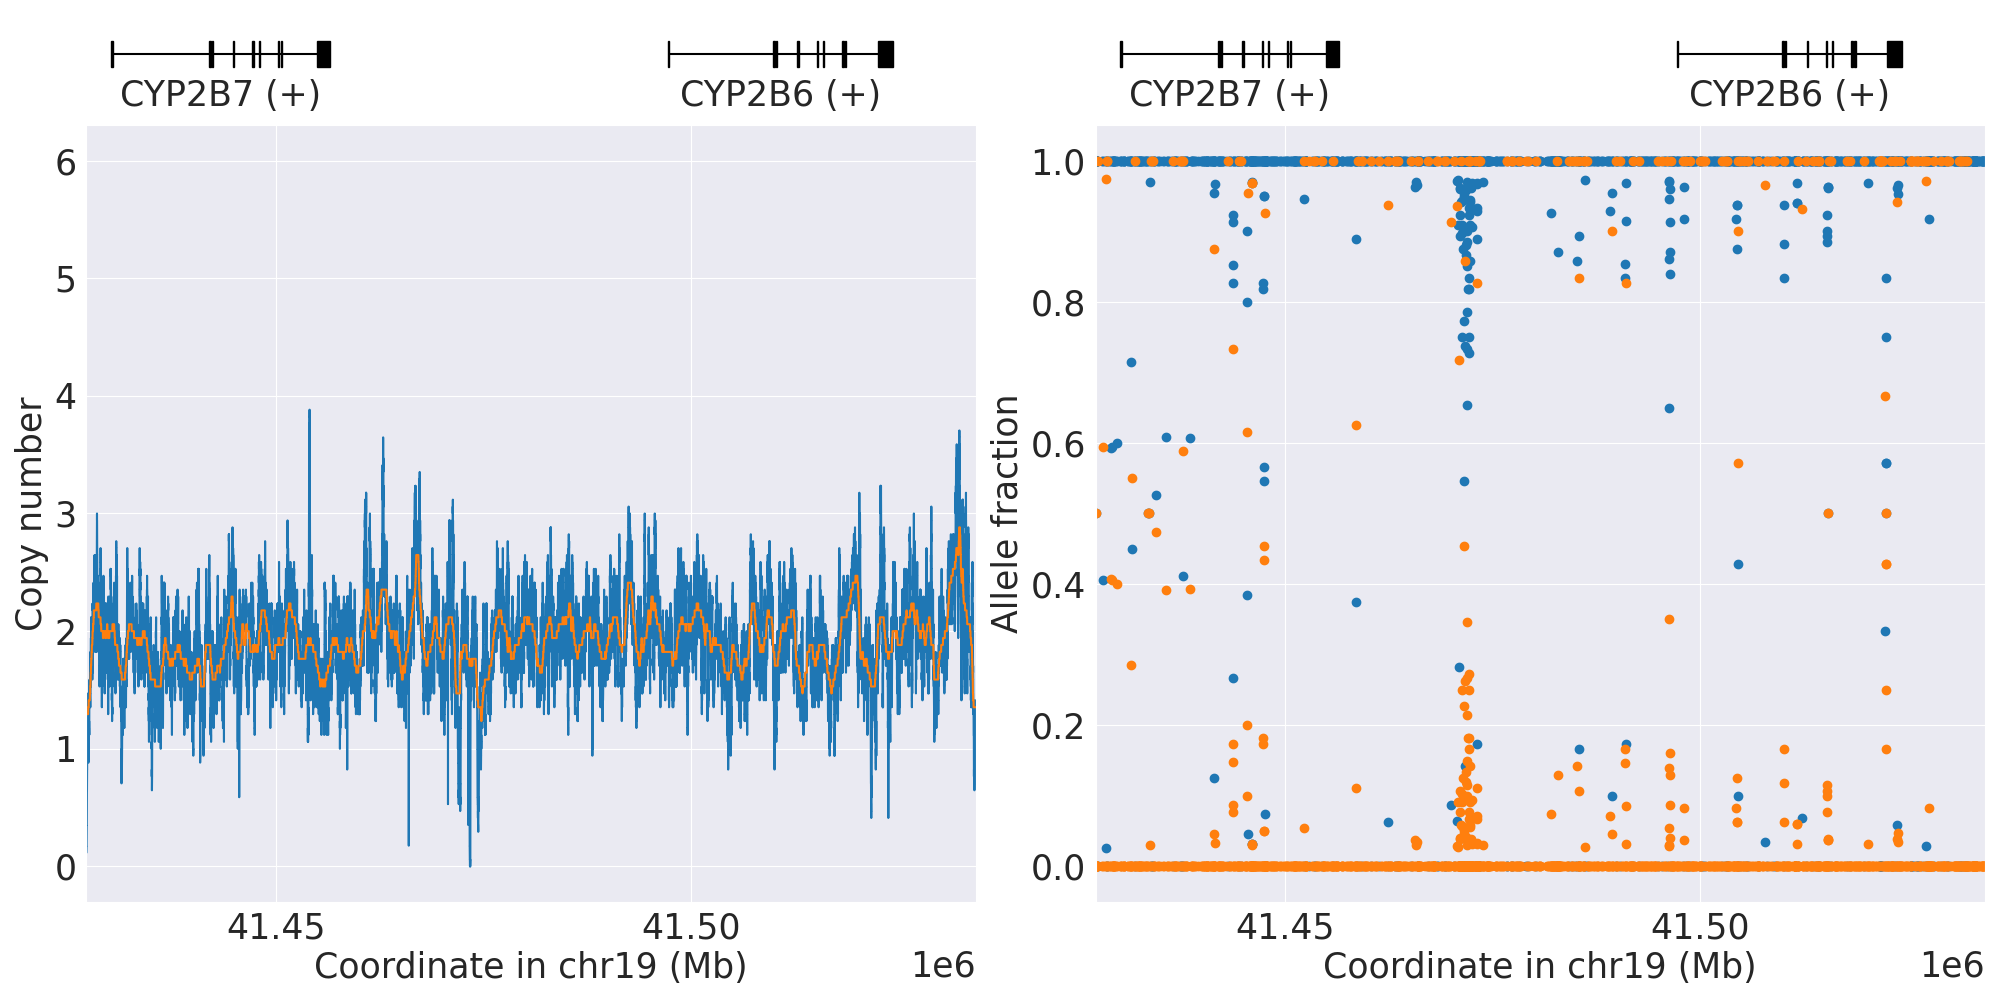 CYP2B7 (+)
CYP2B6 (+)
6
5
4
3
2
1
0
Copy number
41.45
41.50
Coordinate in chr19 (Mb)
1e6
CYP2B7 (+)
CYP2B6 (+)
1.0
0.8
0.6
0.4
0.2
0.0
Allele fraction
41.45
41.50
Coordinate in chr19 (Mb)
1e6